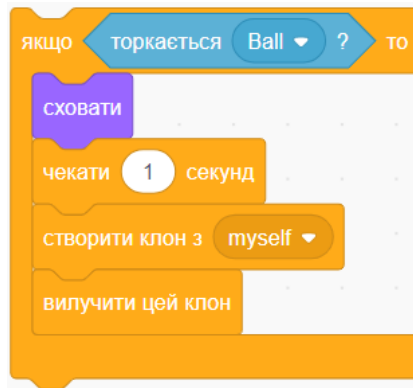 якщо торкається Ball ? то
сховати
чекати 1 секунд
створити клон з myself
вилучити цей клон